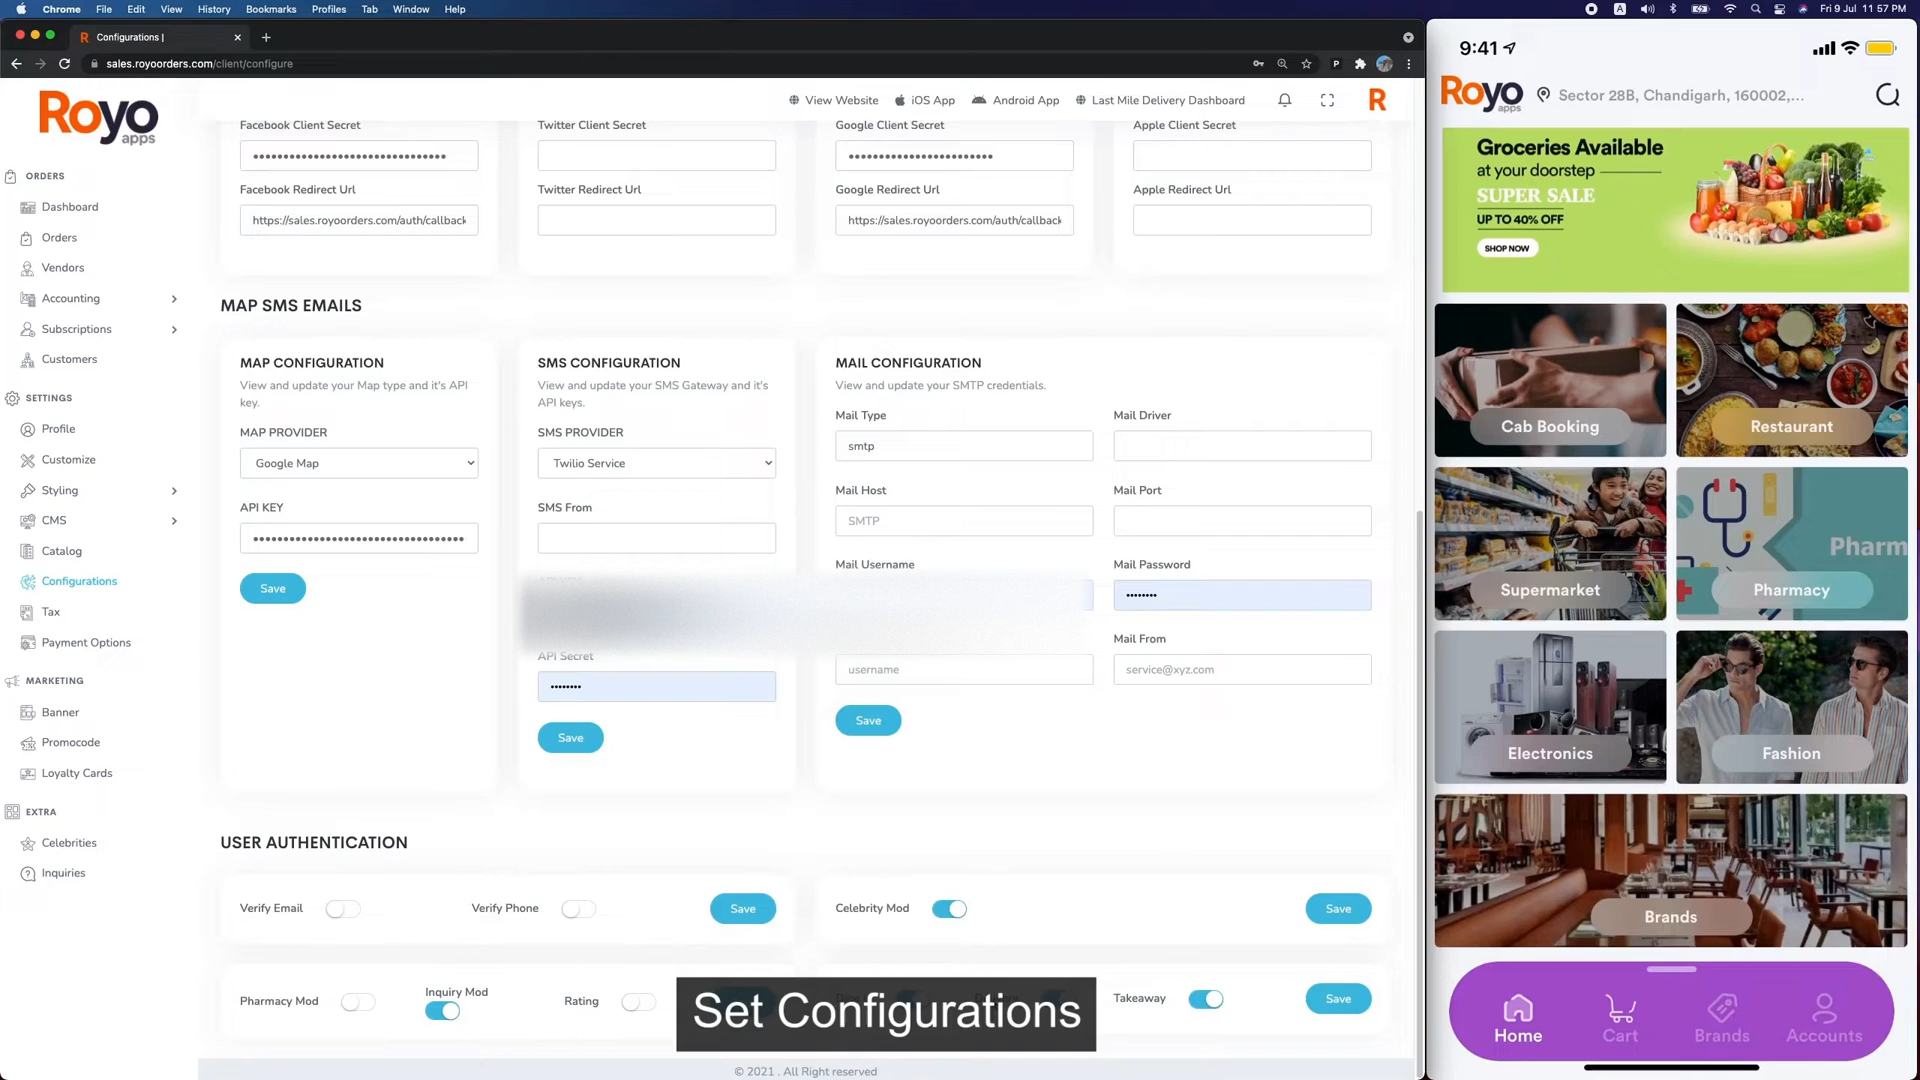 Chrome File Edit View History Bookmarks Profiles Tab Window Help
A Fri 9 Jul 11:57 PM
R Configurations |
sales.royoorders.com/client/configure
P
Royo
apps
View Website iOS App Android App Last Mile Delivery Dashboard R
ORDERS
Dashboard
Orders
Vendors
Accounting
Subscriptions
Customers
SETTINGS
Profile
Customize
Styling
CMS
Catalog
Configurations
Tax
Payment Options
MARKETING
Banner
Promocode
Loyalty Cards
EXTRA
Celebrities
Inquiries
Facebook Client Secret Twitter Client Secret Google Client Secret Apple Client Secret
•••••••••••••••••••••••••••••••• ••••••••••••••••••••••••
Facebook Redirect Url Twitter Redirect Url Google Redirect Url Apple Redirect Url
https://sales.royoorders.com/auth/callback https://sales.royoorders.com/auth/callback
MAP SMS EMAILS
MAP CONFIGURATION
View and update your Map type and it's API
key.
MAP PROVIDER
Google Map
API KEY
•••••••••••••••••••••••••••••••••••••••
Save
SMS CONFIGURATION
View and update your SMS Gateway and it's
API keys.
SMS PROVIDER
Twilio Service
SMS From
API Secret
••••••••
Save
MAIL CONFIGURATION
View and update your SMTP credentials.
Mail Type Mail Driver
smtp
Mail Host Mail Port
SMTP
Mail Username Mail Password
••••••••
Mail From
username service@xyz.com
Save
USER AUTHENTICATION
Verify Email Verify Phone Save
Celebrity Mod Save
Pharmacy Mod Inquiry Mod Rating
Takeaway Save
Set Configurations
© 2021 . All Right reserved
9:41
Royo
apps
Sector 28B, Chandigarh, 160002,...
Groceries Available
at your doorstep
SUPER SALE
UP TO 40% OFF
SHOP NOW
Cab Booking
Restaurant
Supermarket
Pharm
Pharmacy
Electronics
Fashion
Brands
Home Cart Brands Accounts